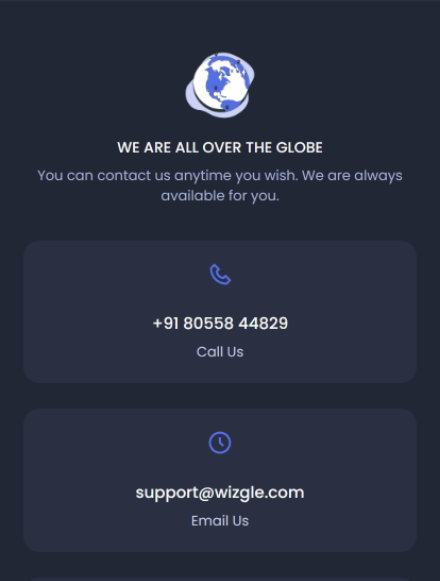 WE ARE ALL OVER THE GLOBE
You can contact us anytime you wish. We are always
available for you.
+91 80558 44829
Call Us
support@wizgle.com
Email Us